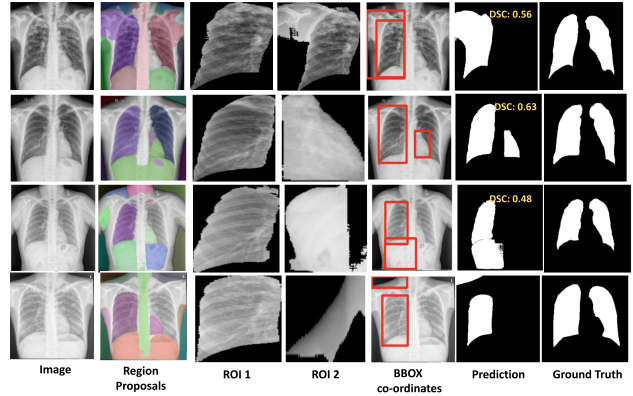 DSC: 0.56
DSC: 0.63
DSC: 0.48
Image
Region
Proposals
ROI 1
ROI 2
BBOX
co-ordinates
Prediction
Ground Truth